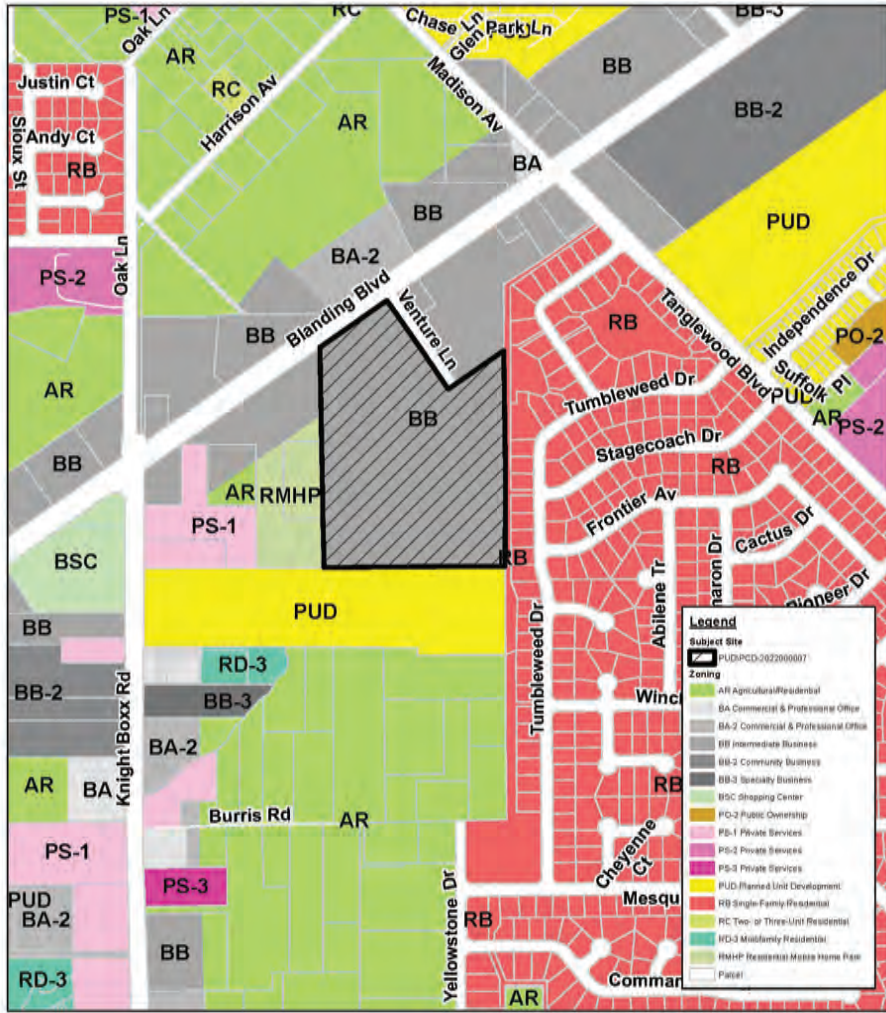 PS-1
RC
BB-3
Oak Ln
Chase Ln
Glen Park Ln
AR
BB
Madison Av
Justin Ct
RC
Harrison Av
AR
BB-2
Sioux St
Andy Ct
RB
BA
BB
PUD
PS-2
Oak Ln
BA-2
Blanding Blvd
Venture Ln
Independence Dr
BB
RB
Tanglewood Blvd
PO-2
AR
Suffolk Pl
Tumbleweed Dr
PUD
BB
AR
PS-2
Stagecoach Dr
BB
RB
AR
RMHP
Frontier Av
PS-1
Cactus Dr
BSC
RB
Abilene Tr
maron Dr
Pioneer Dr
PUD
BB
RD-3
Tumbleweed Dr
BB-2
BB-3
Winc
Knight Boxx Rd
BA-2
AR
BA
RB
Burris Rd
AR
PS-1
Cheyenne Ct
PS-3
PUD
BA-2
Yellowstone Dr
Mesqu
RB
BB
RD-3
Comma
AR
Legend
Subject Site
PUD\PCD-2022000007
Zoning
AR Agricultural/Residential
BA Commercial & Professional Office
BA-2 Commercial & Professional Office
BB Intermediate Business
BB-2 Community Business
BB-3 Specialty Business
BSC Shopping Center
PO-2 Public Ownership
PS-1 Private Services
PS-2 Private Services
PS-3 Private Services
PUD Planned Unit Development
RB Single-Family Residential
RC Two- or Three-Unit Residential
RD-3 Multifamily Residential
RMHP Residential Mobile Home Park
Parcel